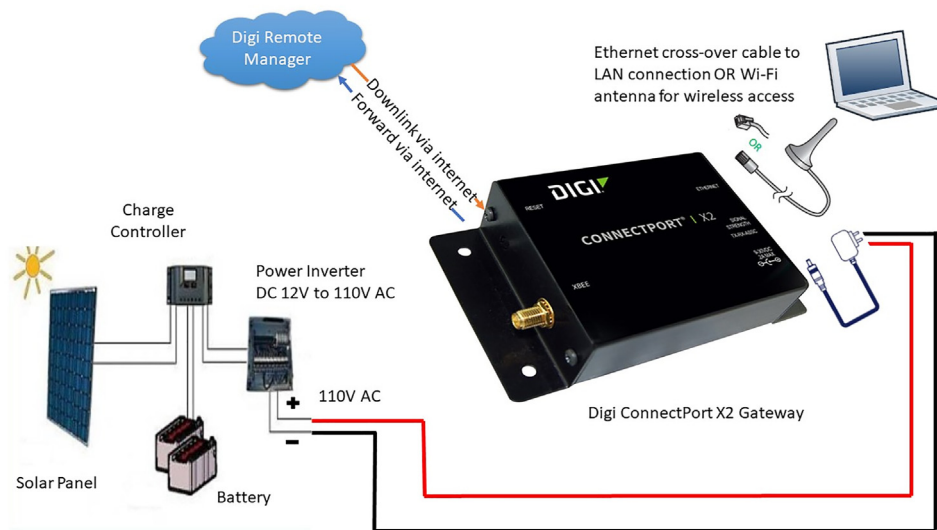 Digi Remote
Manager
Downlink via internet
Forward via internet
Ethernet cross-over cable to
LAN connection OR Wi-Fi
antenna for wireless access
OR
DIGI
RESET
ETHERNET
CONNECTPORT® | X2
SIGNAL
STRENGTH
XBEE
Charge
Controller
Power Inverter
DC 12V to 110V AC
+
110V AC
-
Solar Panel
Battery
Digi ConnectPort X2 Gateway